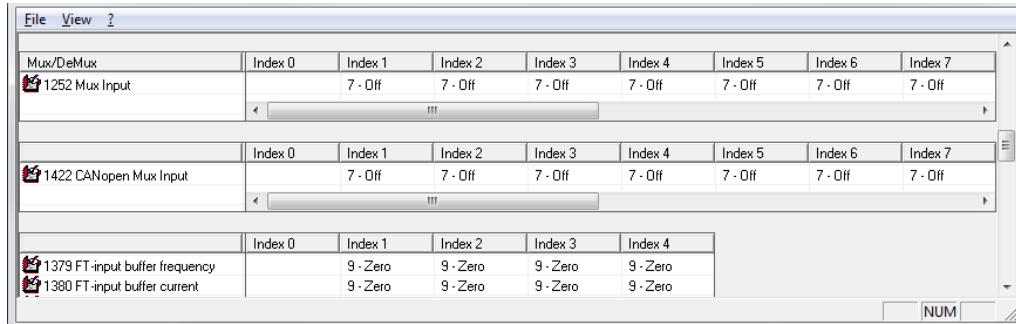 File View ?
Mux/DeMux Index 0 Index 1 Index 2 Index 3 Index 4 Index 5 Index 6 Index 7
1252 Mux Input 7 - Off 7 - Off 7 - Off 7 - Off 7 - Off 7 - Off 7 - Off
Index 0 Index 1 Index 2 Index 3 Index 4 Index 5 Index 6 Index 7
1422 CANopen Mux Input 7 - Off 7 - Off 7 - Off 7 - Off 7 - Off 7 - Off 7 - Off
Index 0 Index 1 Index 2 Index 3 Index 4
1379 FT-input buffer frequency 9 - Zero 9 - Zero 9 - Zero 9 - Zero
1380 FT-input buffer current 9 - Zero 9 - Zero 9 - Zero 9 - Zero
NUM